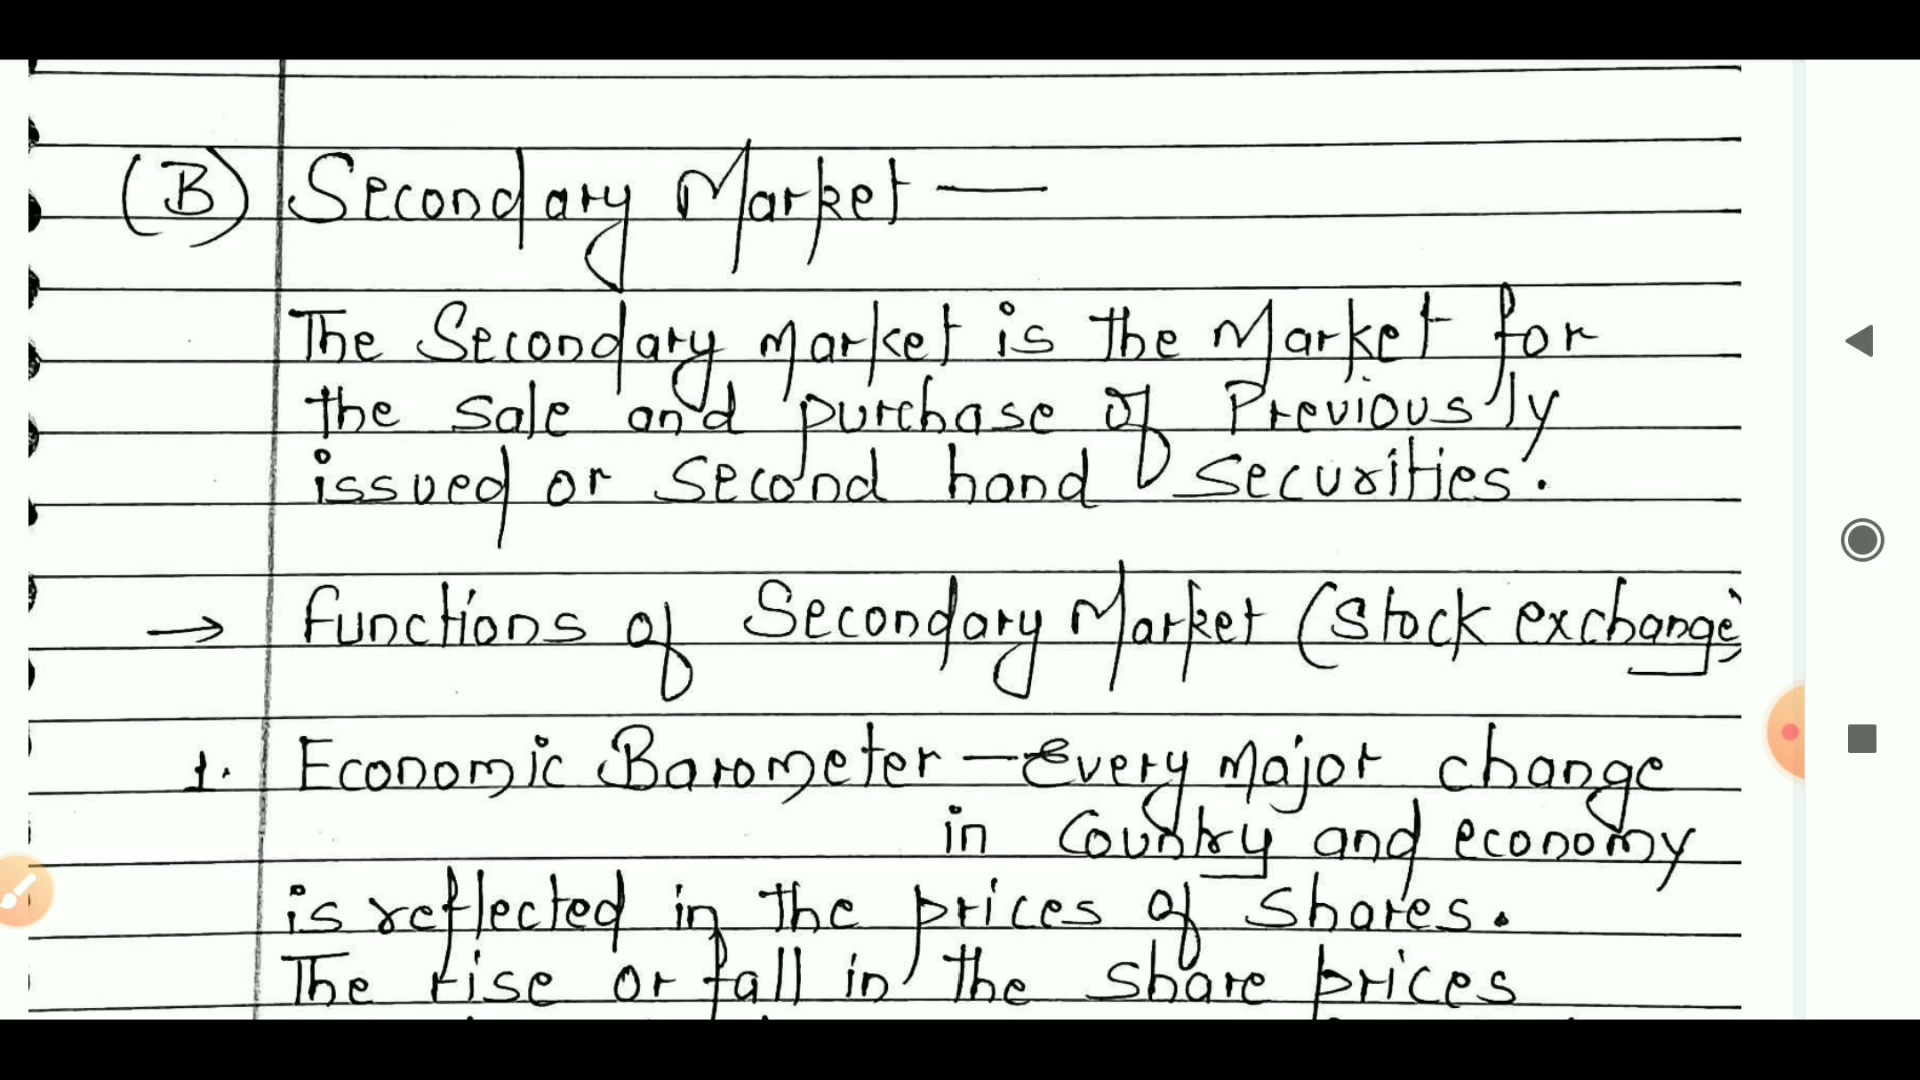 (B) Secondary Market —
The Secondary Market is the Market for
the sale and purchase of Previously
issued or second hand securities.
→ Functions of Secondary Market (Stock exchange)
1. Economic Barometer — Every Major change
in Country and economy
is reflected in the prices of shares.
The rise or fall in the share prices